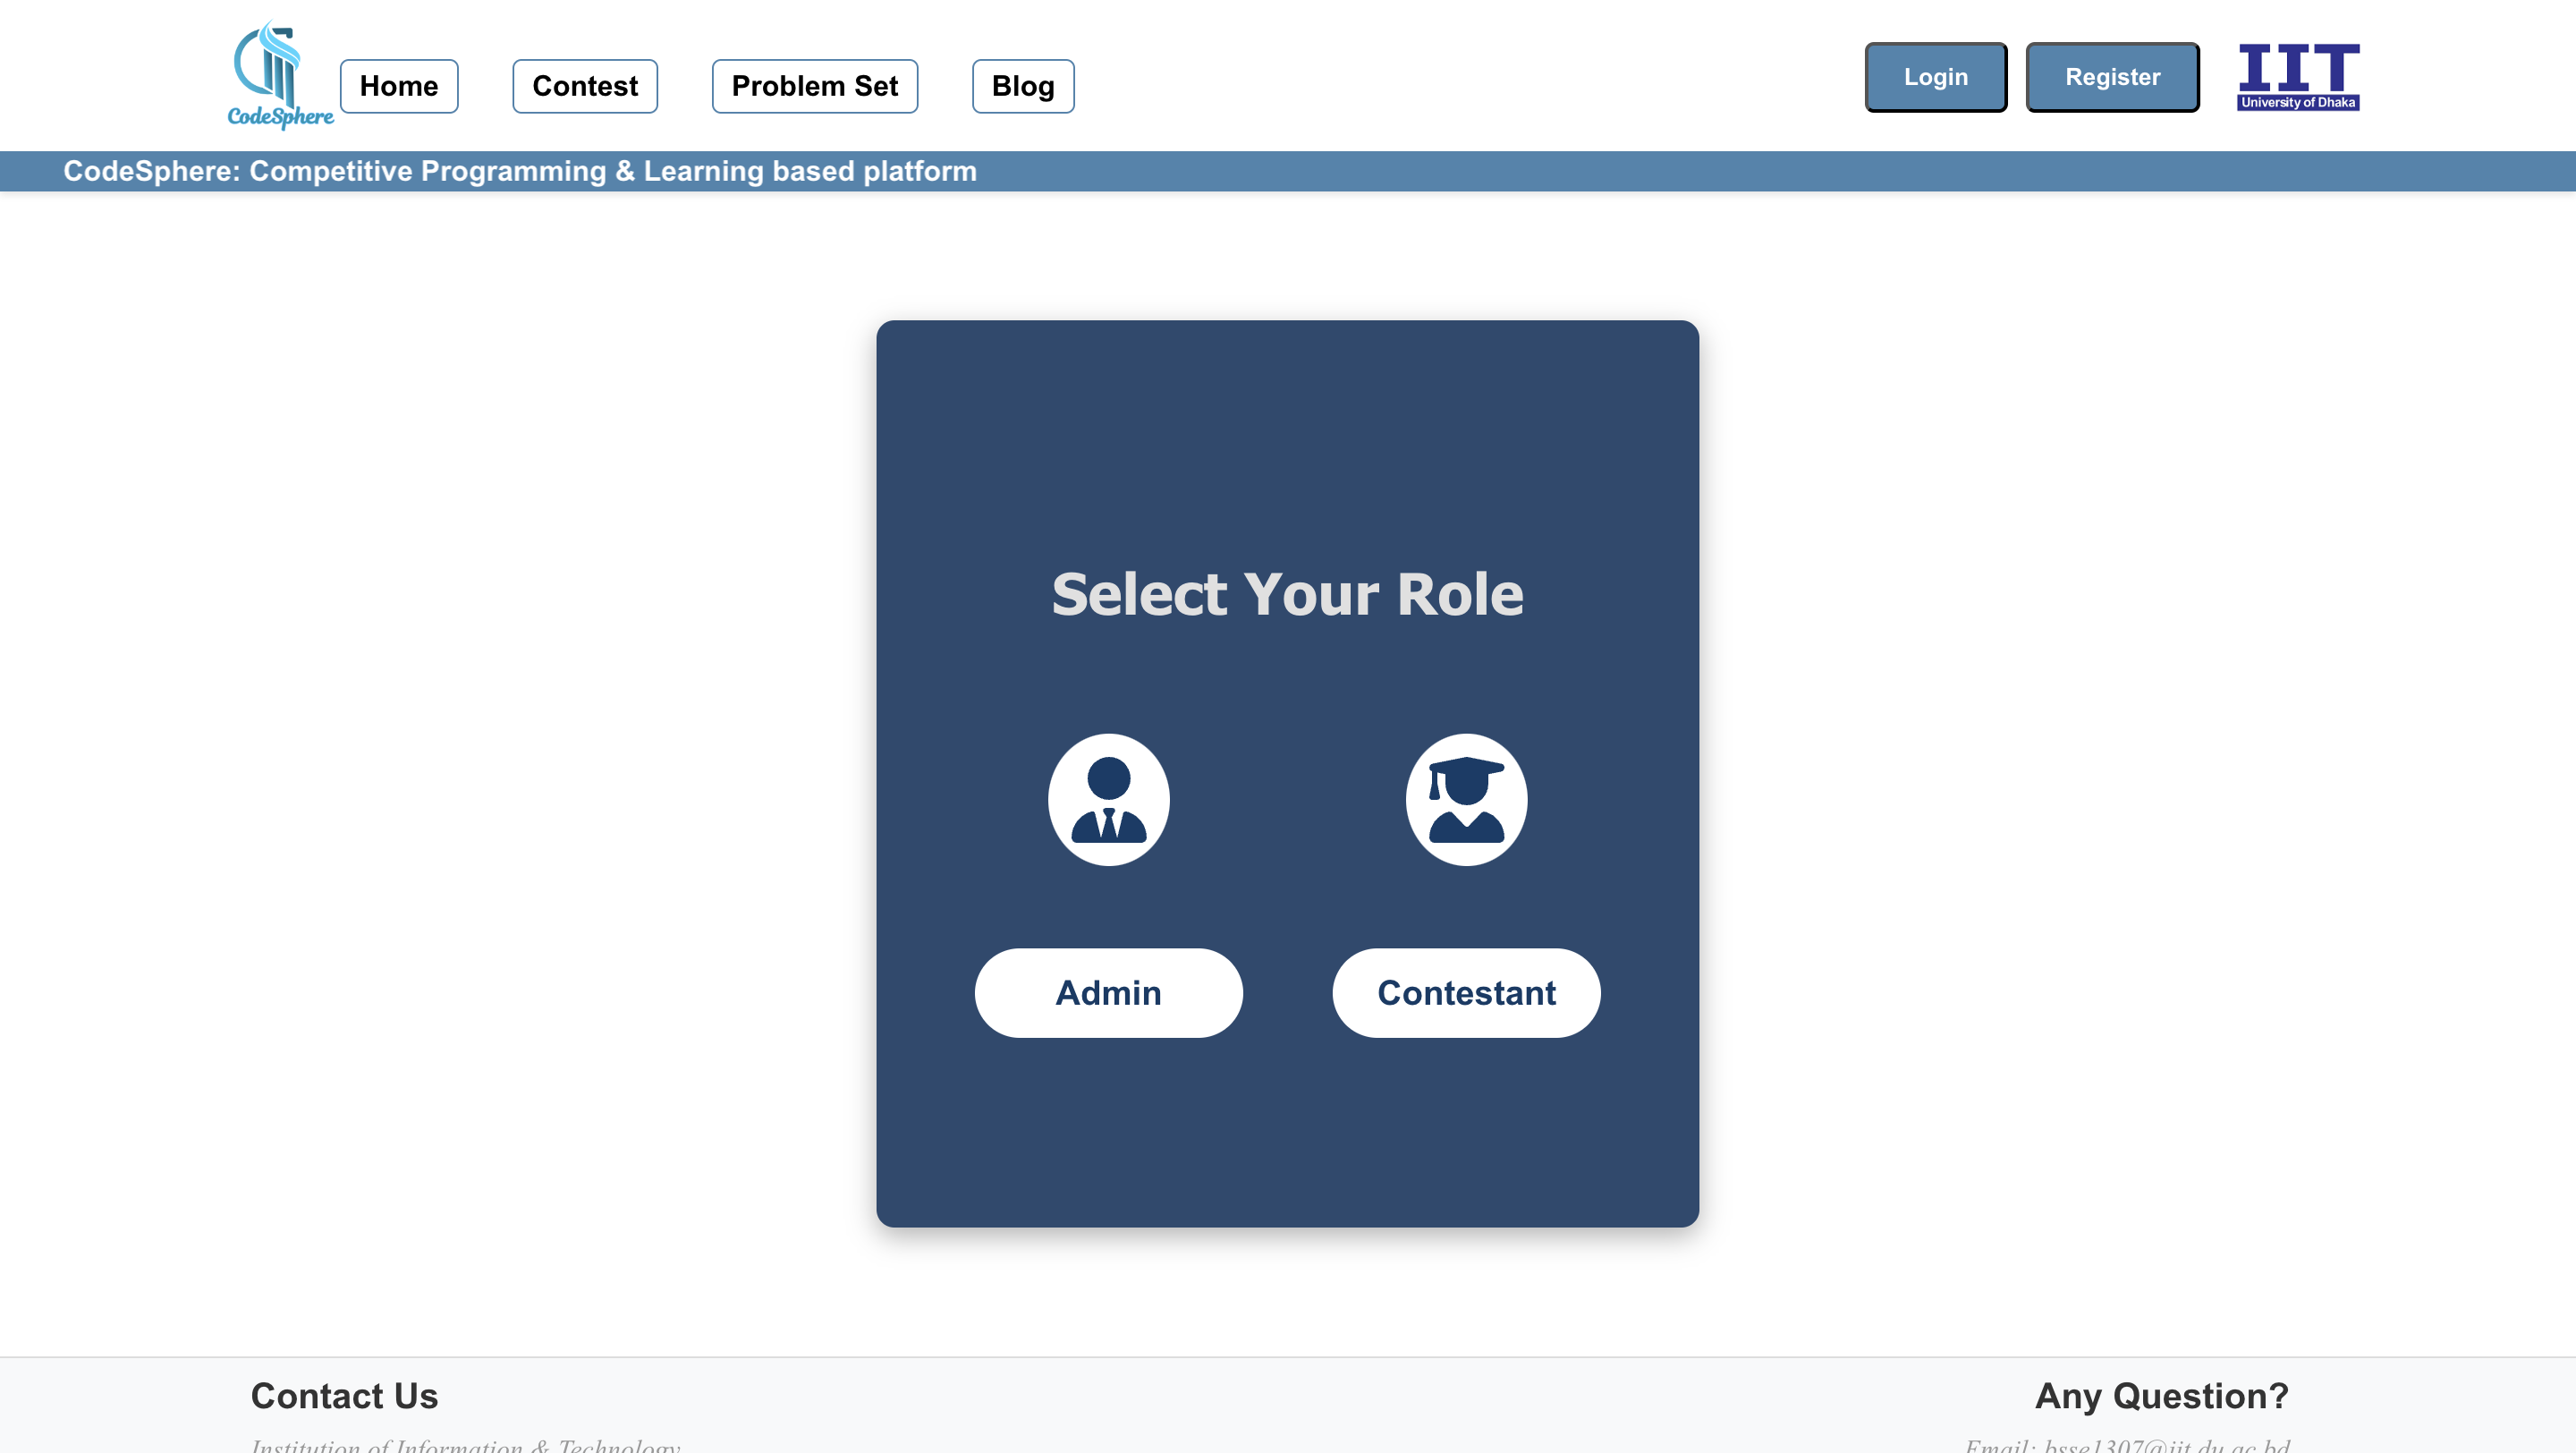 CodeSphere
Home
Contest
Problem Set
Blog
Login
Register
IIT
University of Dhaka
CodeSphere: Competitive Programming & Learning based platform
Select Your Role
Admin
Contestant
Contact Us
Any Question?
Institution of Information & Technology
Email: bsse1307@iit.du.ac.bd